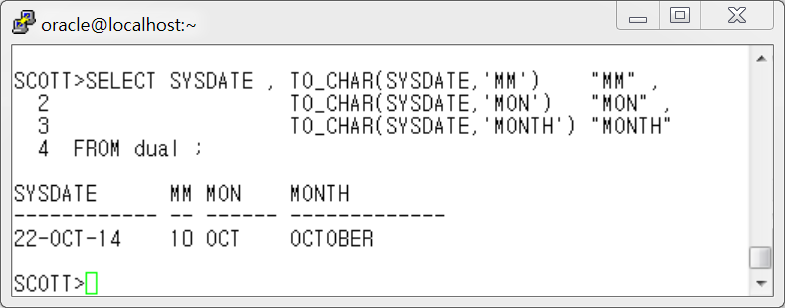 oracle@localhost:~
SCOTT>SELECT SYSDATE , TO_CHAR(SYSDATE,'MM') "MM" ,
2 TO_CHAR(SYSDATE,'MON') "MON" ,
3 TO_CHAR(SYSDATE,'MONTH') "MONTH"
4 FROM dual ;
SYSDATE MM MON MONTH
------------ -- ------ -------------
22-OCT-14 10 OCT OCTOBER
SCOTT>